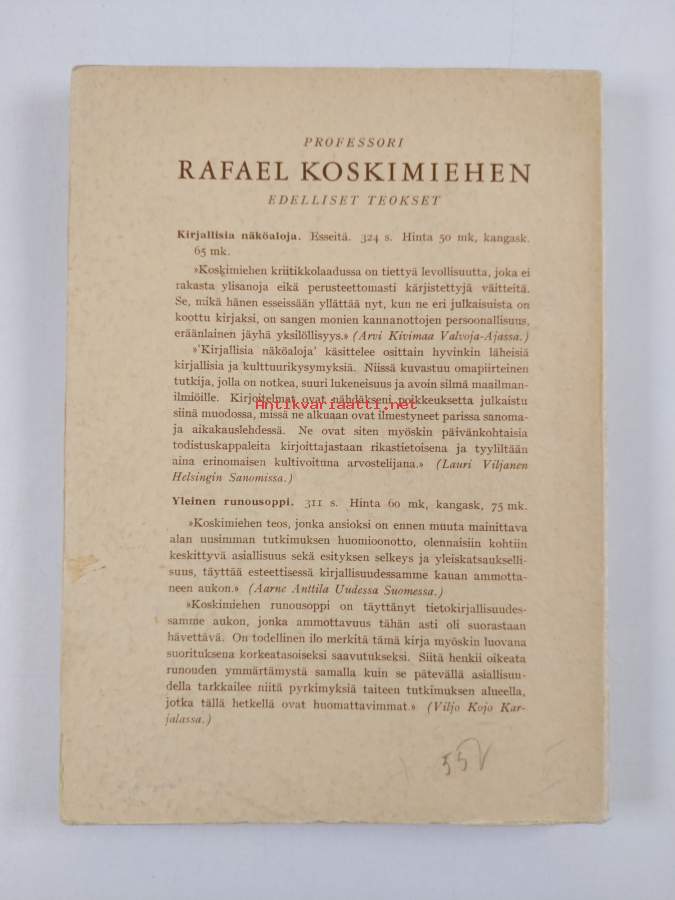 PROFESSORI
RAFAEL KOSKIMIEHEN
EDELLISET TEOKSET
Kirjallisia näköaloja. Esseitä. 324 s. Hinta 50 mk, kangask.
65 mk.
»Koskimiehen kriitikkolaadussa on tiettyä levollisuutta, joka ei
rakasta ylisanoja eikä perusteettomasti kärjistettyjä väitteitä.
Se, mikä hänen esseissään yllättää nyt, kun ne eri julkaisuista on
koottu kirjaksi, on sangen monien kannanottojen persoonallisuus,
eräänlainen jäyhä yksilöllisyys.» (Arvi Kivimaa Valvoja-Ajassa.)
»'Kirjallisia näköaloja' käsittelee osittain hyvinkin läheisiä
kirjallisia ja kulttuurikysymyksiä. Niissä kuvastuu omapiirteinen
tutkija, jolla on notkea, suuri lukeneisuus ja avoin silmä maailman-
ilmiöille. Kirjoitelmat ovat nähdäkseni poikkeuksetta julkaistu
Antikvariaatti.net
siinä muodossa, missä ne alkuaan ovat ilmestyneet parissa sanoma-
ja aikakauslehdessä. Ne ovat siten myöskin päivänkohtaisia
todistuskappaleita kirjoittajastaan rikastietoisena ja tyyliltään
aina erinomaisen kultivoituna arvostelijana.» (Lauri Viljanen
Helsingin Sanomissa.)
Yleinen runousoppi. 311 s. Hinta 60 mk, kangask, 75 mk.
»Koskimiehen teos, jonka ansioksi on ennen muuta mainittava
alan uusimman tutkimuksen huomioonotto, olennaisiin kohtiin
keskittyvä asiallisuus sekä esityksen selkeys ja yleiskatsaukselli-
suus, täyttää esteettisessä kirjallisuudessamme kauan ammotta-
neen aukon.» (Aarne Anttila Uudessa Suomessa.)
»Koskimiehen runousoppi on täyttänyt tietokirjallisuudes-
samme aukon, jonka ammottavuus tähän asti oli suorastaan
hävettävä. On todellinen ilo merkitä tämä kirja myöskin luovana
suorituksena korkeatasoiseksi saavutukseksi. Siitä henkii oikeata
runouden ymmärtämystä samalla kuin se pätevällä asiallisuu-
della tarkkailee niitä pyrkimyksiä taiteen tutkimuksen alueella,
jotka tällä hetkellä ovat huomattavimmat.» (Viljo Kojo Kar-
jalassa.)